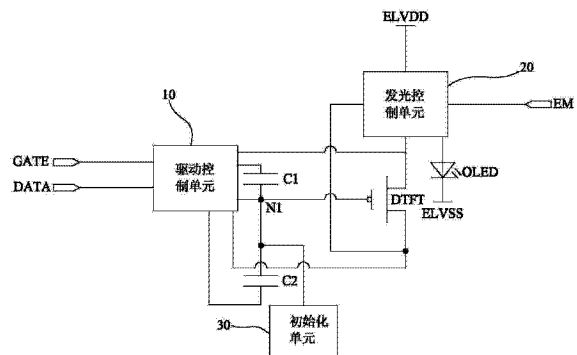 ELVDD
20
发光控
制单元
EM
10
GATE
DATA
驱动控
制单元
C1
N1
DTFT
OLED
ELVSS
C2
30
初始化
单元